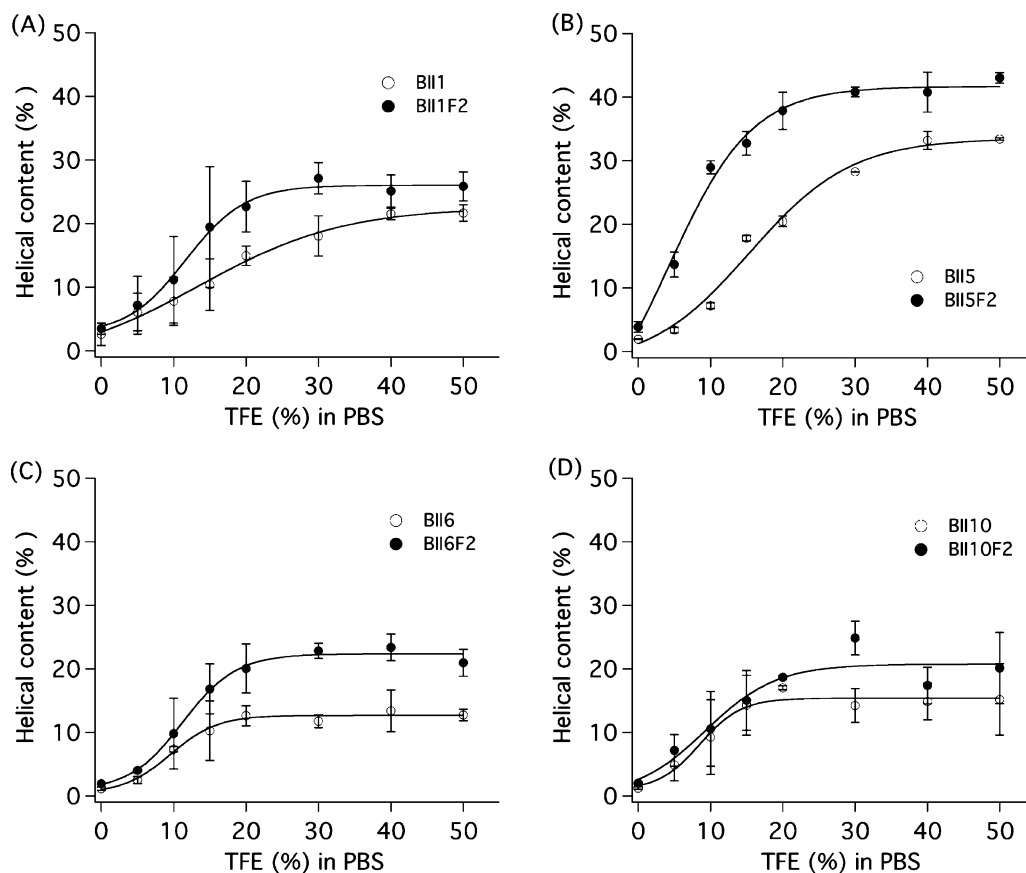 (A)
50
40
30
20
10
0
Helical content (%)
BII1
BII1F2
0 10 20 30 40 50
TFE (%) in PBS
(B)
50
40
30
20
10
0
Helical content (%)
BII5
BII5F2
0 10 20 30 40 50
TFE (%) in PBS
(C)
50
40
30
20
10
0
Helical content (%)
BII6
BII6F2
0 10 20 30 40 50
TFE (%) in PBS
(D)
50
40
30
20
10
0
Helical content (%)
BII10
BII10F2
0 10 20 30 40 50
TFE (%) in PBS